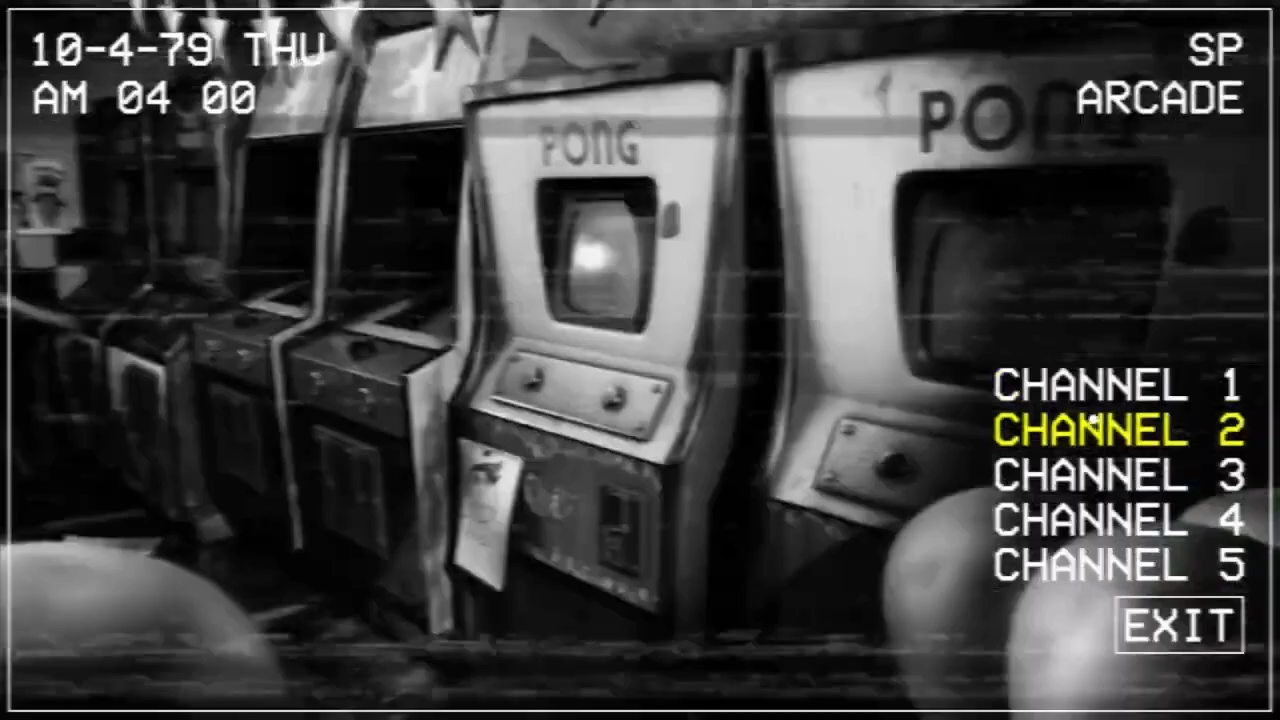 10-4-79 THU
AM 04 00
SP
ARCADE
PONG
PONG
CHANNEL 1
CHANNEL 2
CHANNEL 3
CHANNEL 4
CHANNEL 5
EXIT